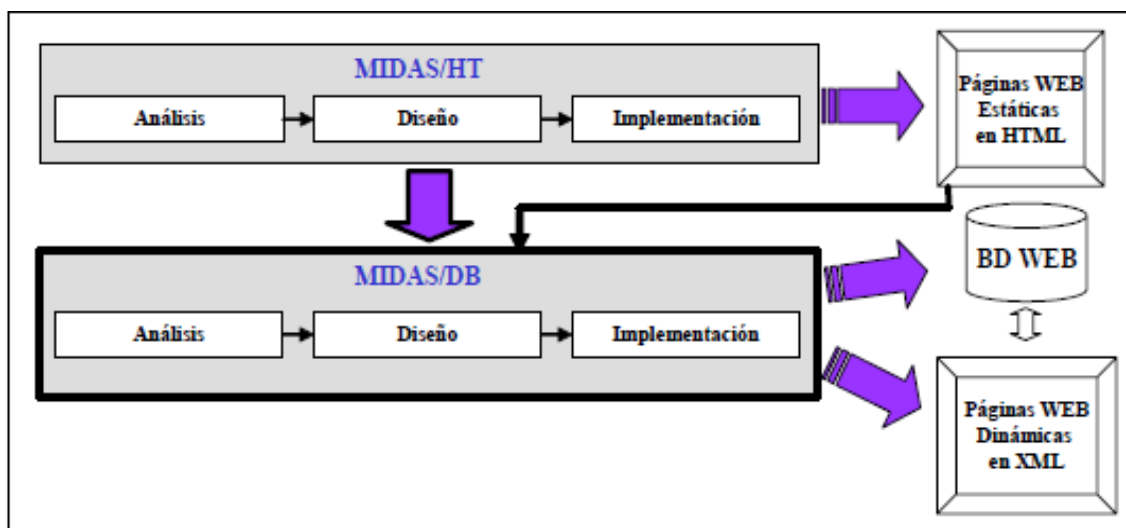 MIDAS/HT
Análisis
Diseño
Implementación
Páginas WEB
Estáticas
en HTML
MIDAS/DB
Análisis
Diseño
Implementación
BD WEB
Páginas WEB
Dinámicas
en XML